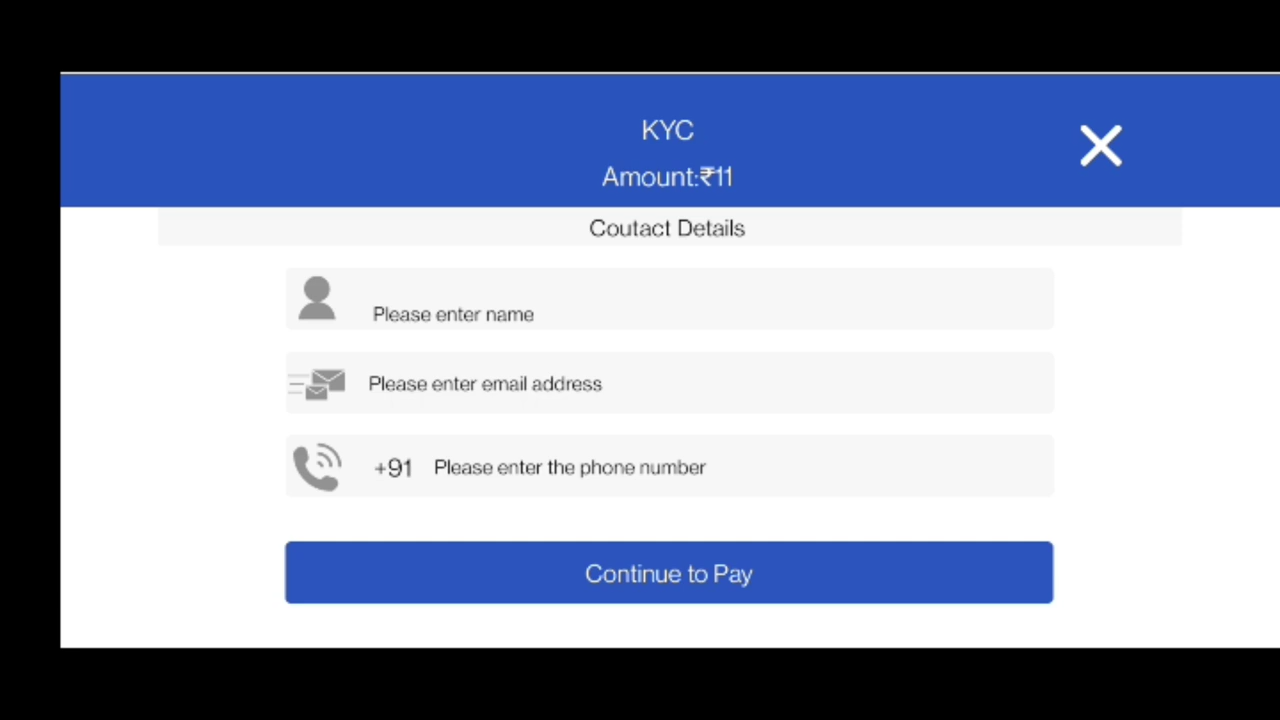 KYC
Amount:₹11
Coutact Details
Please enter name
Please enter email address
+91 Please enter the phone number
Continue to Pay